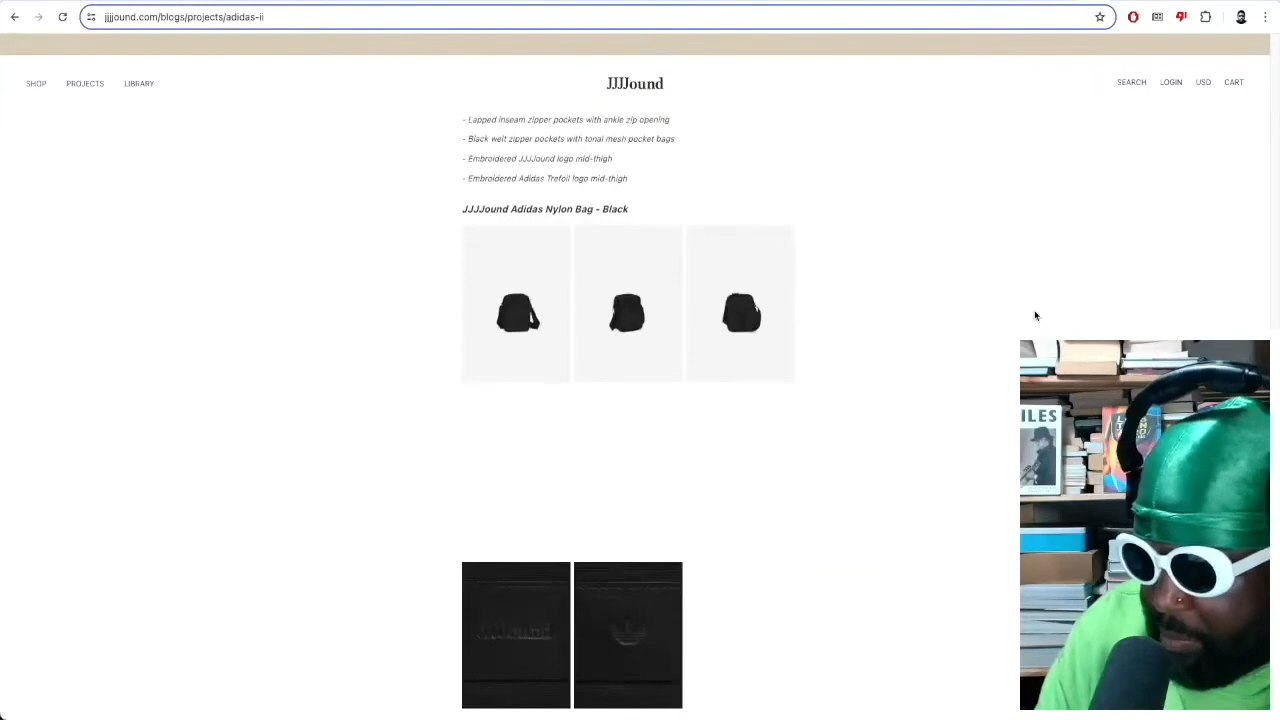 jjjjound.com/blogs/projects/adidas-ii
SHOP PROJECTS LIBRARY
JJJJound
SEARCH LOGIN USD CART
- Lapped inseam zipper pockets with ankle zip opening
- Black welt zipper pockets with tonal mesh pocket bags
- Embroidered JJJJound logo mid-thigh
- Embroidered Adidas Trefoil logo mid-thigh
JJJJound Adidas Nylon Bag - Black
JJJJound